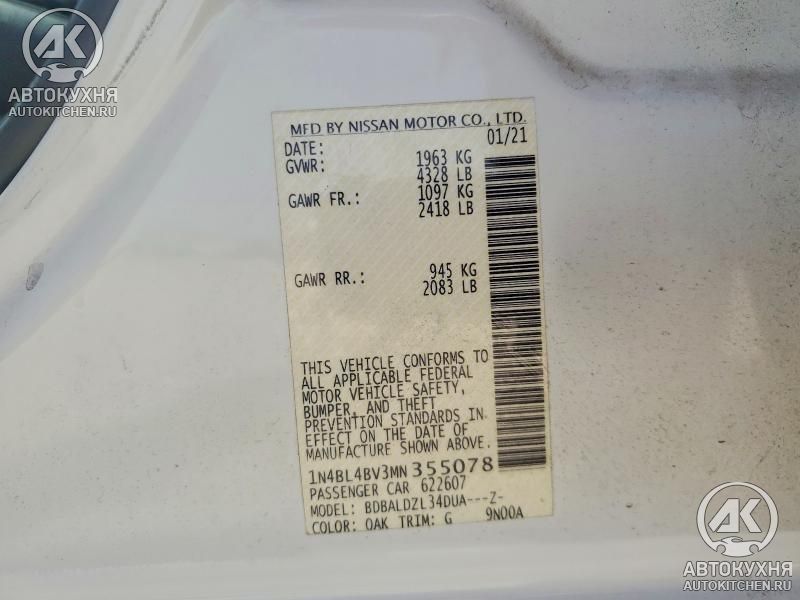 AK
АВТОКУХНЯ
AUTOKITCHEN.RU
MFD BY NISSAN MOTOR CO., LTD.
DATE: 01/21
GVWR: 1963 KG
4328 LB
GAWR FR.: 1097 KG
2418 LB
GAWR RR.: 945 KG
2083 LB
THIS VEHICLE CONFORMS TO
ALL APPLICABLE FEDERAL
MOTOR VEHICLE SAFETY,
BUMPER, AND THEFT
PREVENTION STANDARDS IN
EFFECT ON THE DATE OF
MANUFACTURE SHOWN ABOVE.
1N4BL4BV3MN355078
PASSENGER CAR 622607
MODEL: BDBALDZL34DUA---Z-
COLOR: QAK TRIM: G 9N00A
AK
АВТОКУХНЯ
AUTOKITCHEN.RU